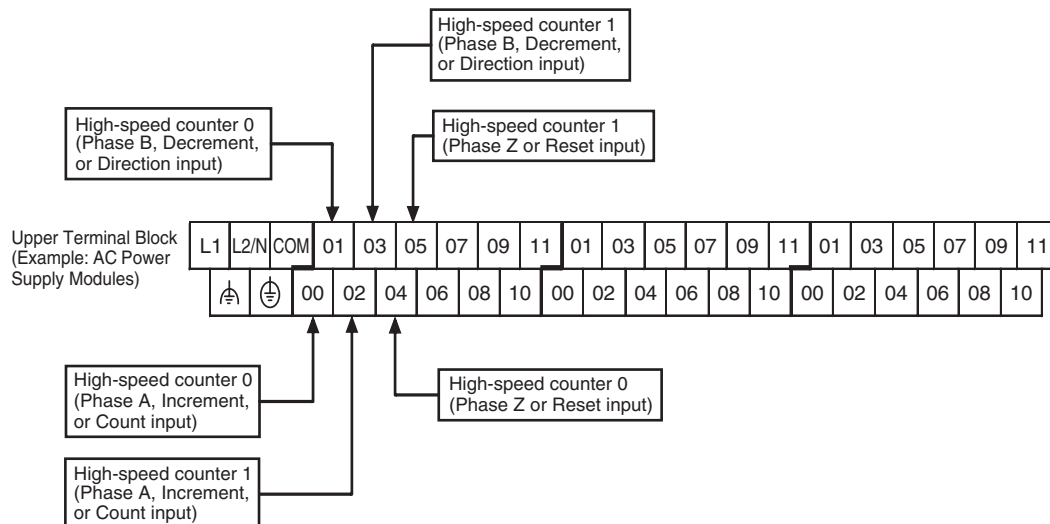 High-speed counter 1
(Phase B, Decrement,
or Direction input)
High-speed counter 0
(Phase B, Decrement,
or Direction input)
High-speed counter 1
(Phase Z or Reset input)
Upper Terminal Block
(Example: AC Power
Supply Modules)
L1 L2/N COM 01 03 05 07 09 11 01 03 05 07 09 11 01 03 05 07 09 11
00 02 04 06 08 10 00 02 04 06 08 10 00 02 04 06 08 10
High-speed counter 0
(Phase A, Increment,
or Count input)
High-speed counter 0
(Phase Z or Reset input)
High-speed counter 1
(Phase A, Increment,
or Count input)